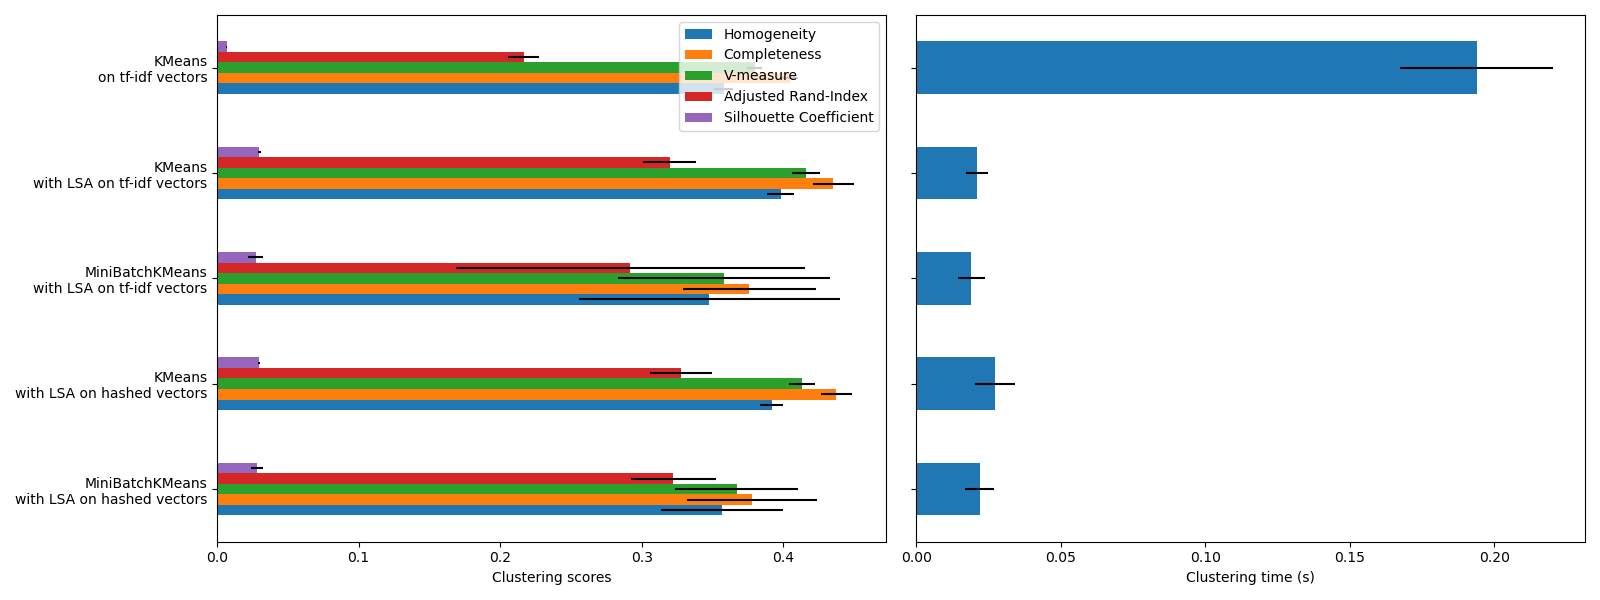 KMeans
on tf-idf vectors
KMeans
with LSA on tf-idf vectors
MiniBatchKMeans
with LSA on tf-idf vectors
KMeans
with LSA on hashed vectors
MiniBatchKMeans
with LSA on hashed vectors
Homogeneity
Completeness
V-measure
Adjusted Rand-Index
Silhouette Coefficient
0.0 0.1 0.2 0.3 0.4
Clustering scores
0.00 0.05 0.10 0.15 0.20
Clustering time (s)